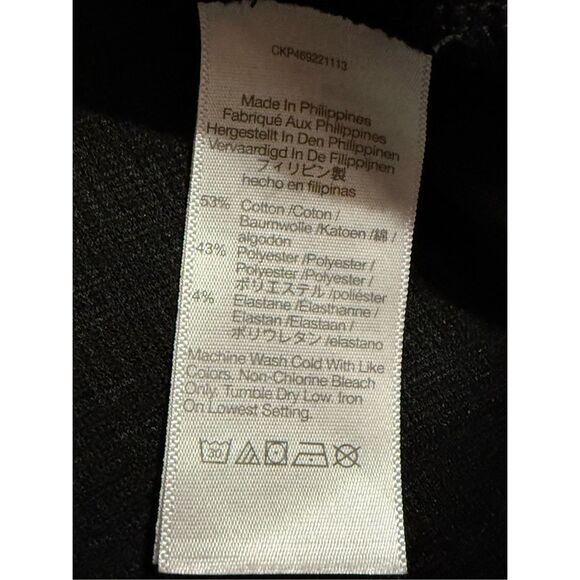 CKP469221113
Made In Philippines
Fabriqué Aux Philippines
Hergestellt In Den Philippinen
Vervaardigd In De Filippijnen
フィリピン製
hecho en filipinas
53% Cotton /Coton /
Baumwolle /Katoen /綿 /
algodón
43% Polyester /Polyester /
Polyester /Polyester /
ポリエステル /poliéster
4% Elastane /Elasthanne /
Elastan /Elastaan /
ポリウレタン /elastano
Machine Wash Cold With Like
Colors. Non-Chlorine Bleach
Only. Tumble Dry Low. Iron
On Lowest Setting.
30